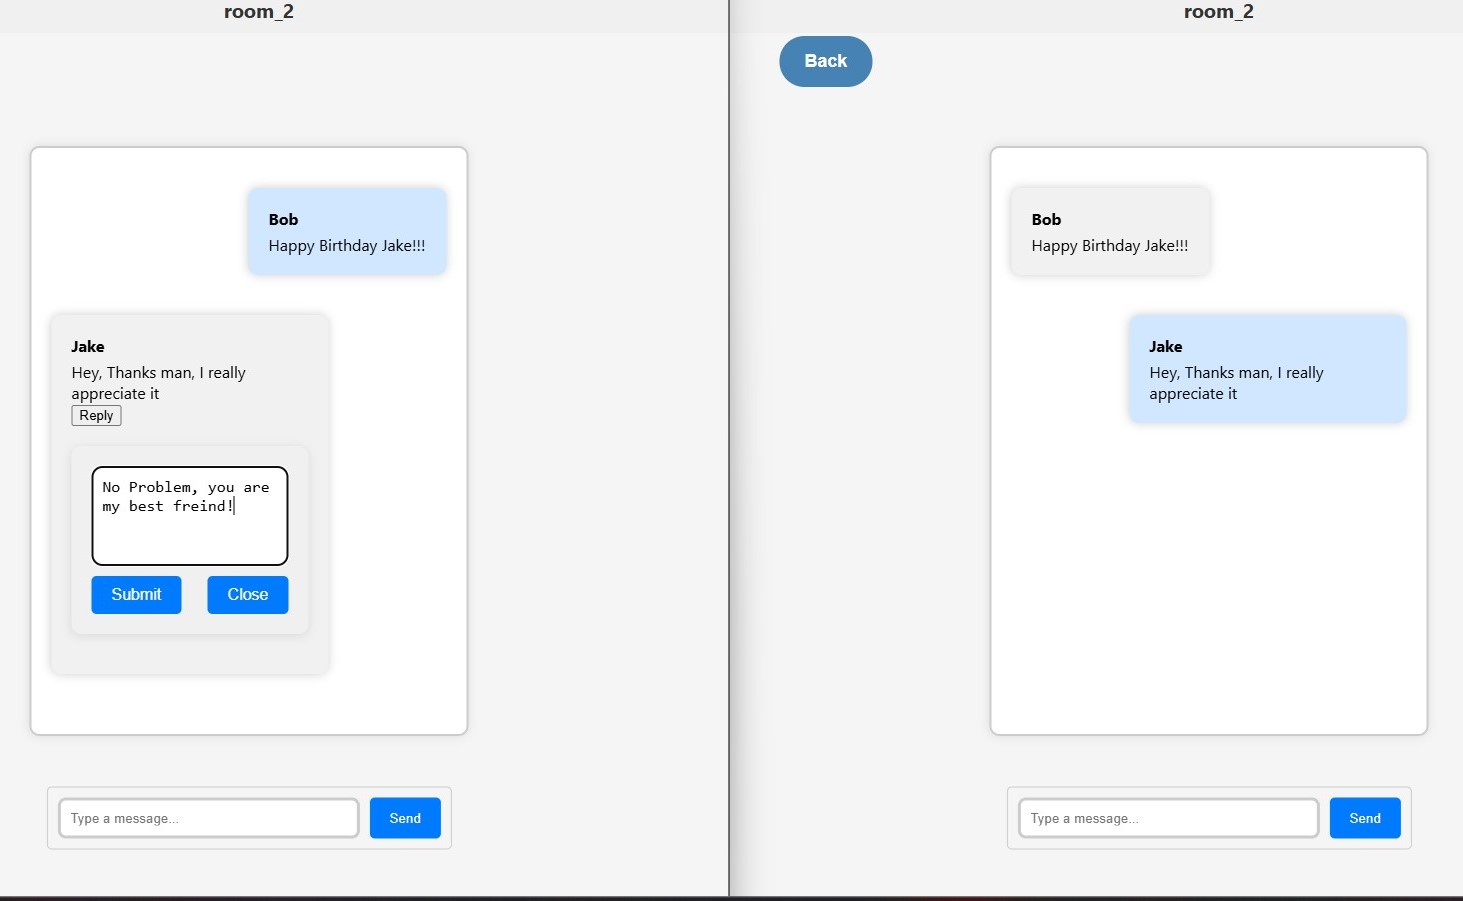 room_2
Bob
Happy Birthday Jake!!!
Jake
Hey, Thanks man, I really
appreciate it
Reply
No Problem, you are
my best freind!
Submit Close
Type a message...
Send
room_2
Back
Bob
Happy Birthday Jake!!!
Jake
Hey, Thanks man, I really
appreciate it
Type a message...
Send